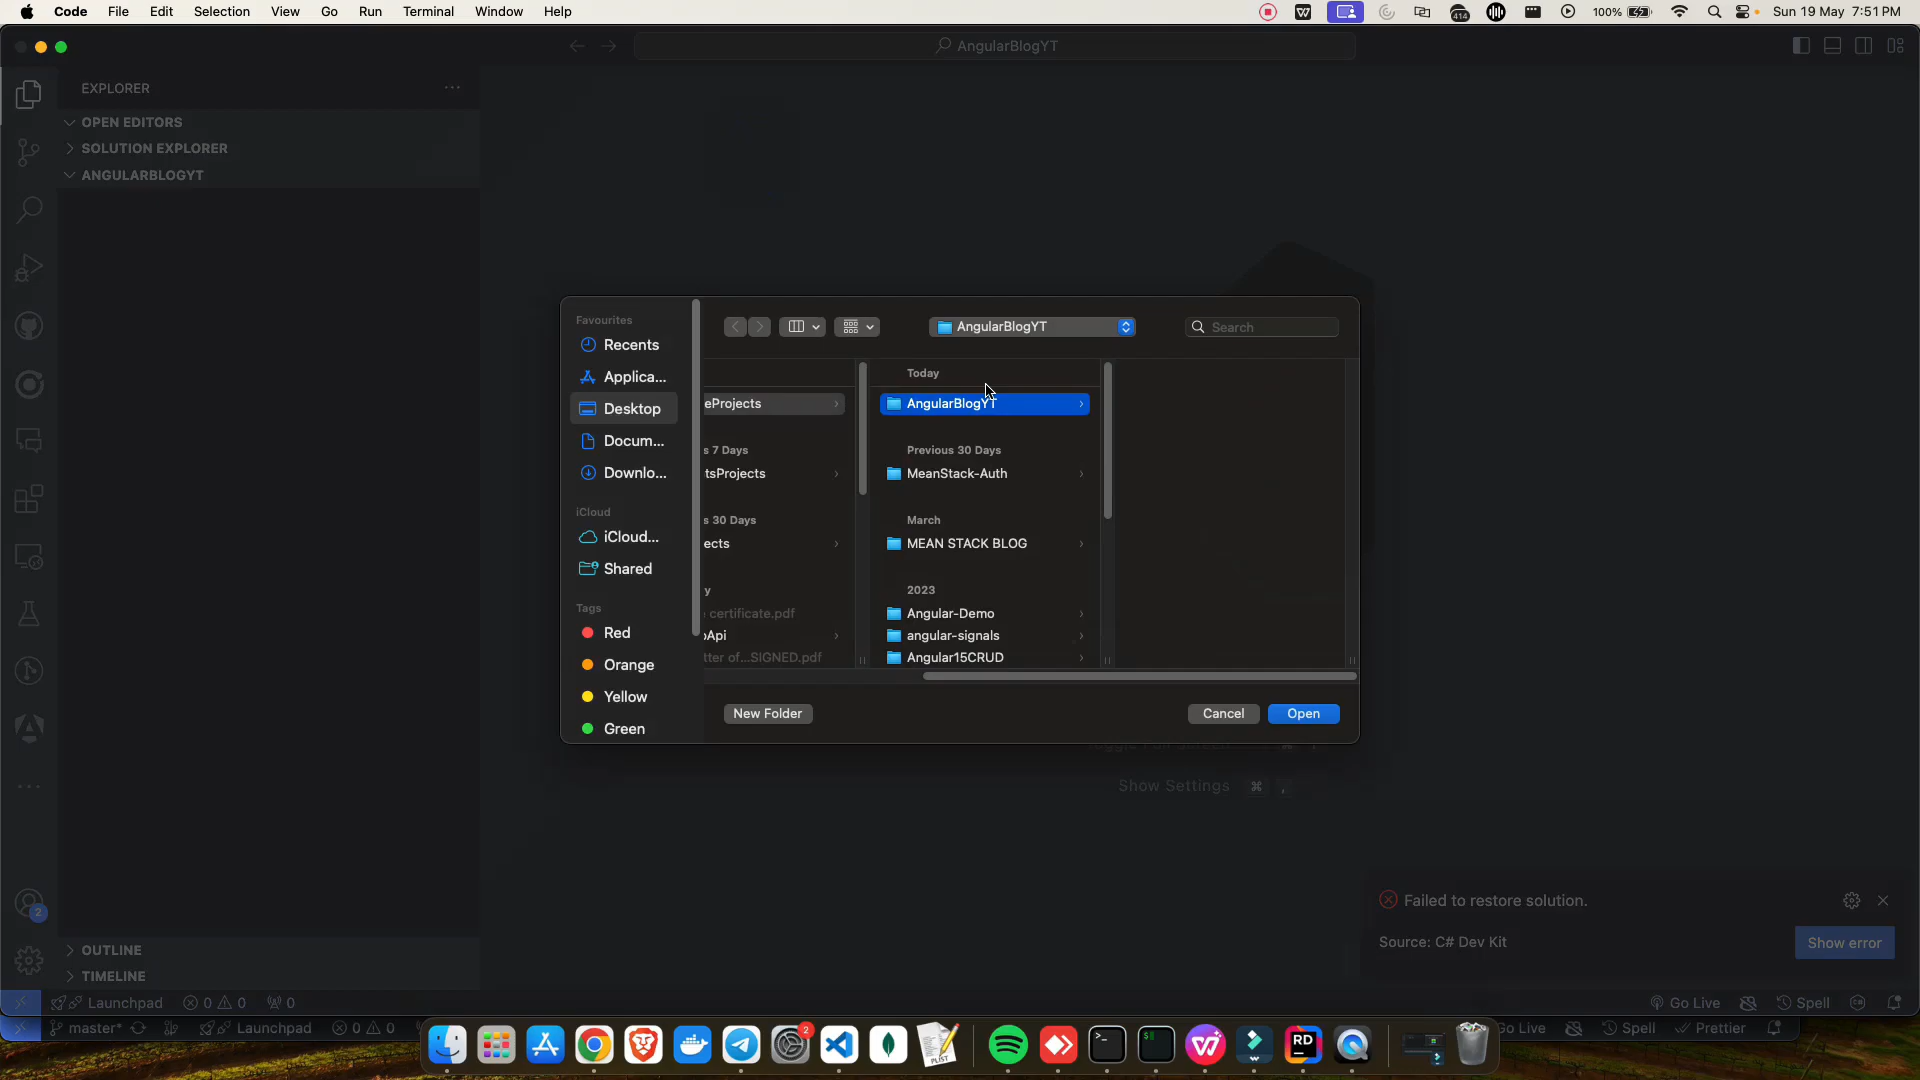 Code File Edit Selection View Go Run Terminal Window Help
414 100% Sun 19 May 7:51 PM
AngularBlogYT
EXPLORER
OPEN EDITORS
SOLUTION EXPLORER
ANGULARBLOGYT
Favourites
Recents
Applica...
Desktop
Docum...
Downlo...
iCloud
iCloud...
Shared
Tags
Red
Orange
Yellow
Green
AngularBlogYT
Search
eProjects
s 7 Days
tsProjects
s 30 Days
ects
y
certificate.pdf
Api
tter of...SIGNED.pdf
Today
AngularBlogYT
Previous 30 Days
MeanStack-Auth
March
MEAN STACK BLOG
2023
Angular-Demo
angular-signals
Angular15CRUD
New Folder
Cancel
Open
Show Settings ⌘ ,
Failed to restore solution.
Source: C# Dev Kit
Show error
2
OUTLINE
TIMELINE
Launchpad 0 0 0
Go Live Spell
master* Launchpad 0 0
Go Live Spell Prettier
2
PLIST
RD